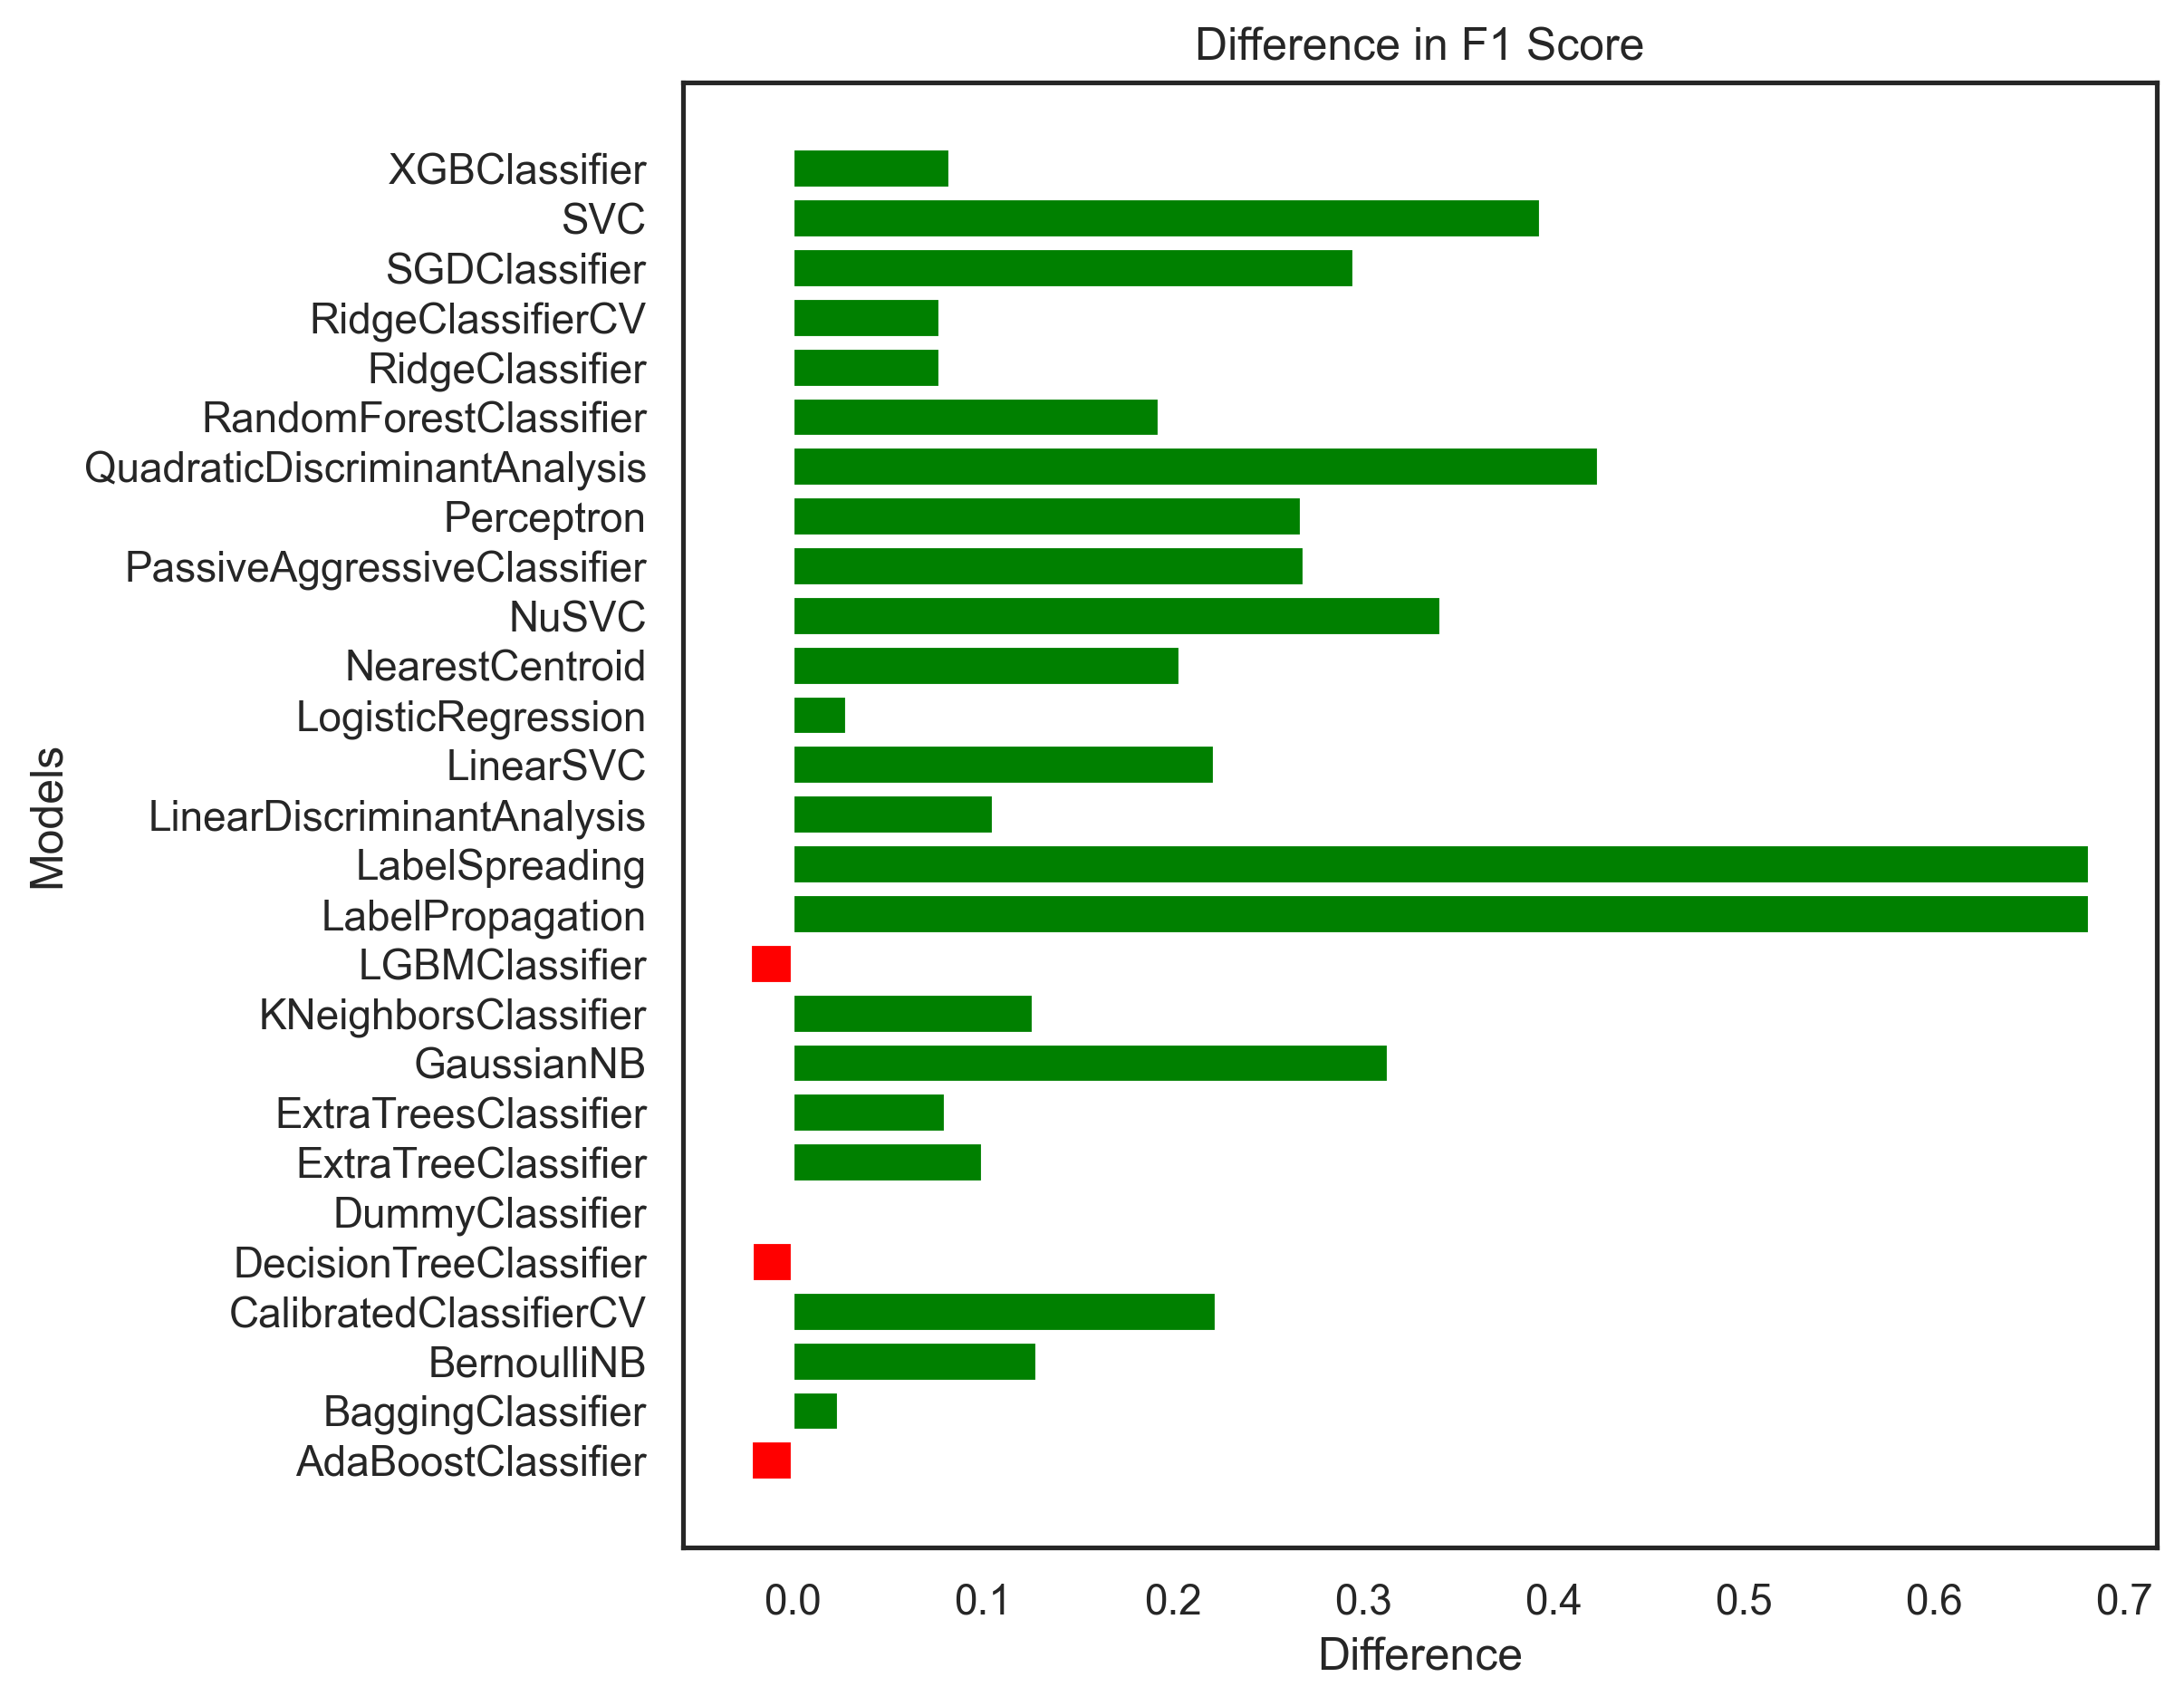 Difference in F1 Score
XGBClassifier
SVC
SGDClassifier
RidgeClassifierCV
RidgeClassifier
RandomForestClassifier
QuadraticDiscriminantAnalysis
Perceptron
PassiveAggressiveClassifier
NuSVC
NearestCentroid
LogisticRegression
LinearSVC
LinearDiscriminantAnalysis
LabelSpreading
LabelPropagation
LGBMClassifier
KNeighborsClassifier
GaussianNB
ExtraTreesClassifier
ExtraTreeClassifier
DummyClassifier
DecisionTreeClassifier
CalibratedClassifierCV
BernoulliNB
BaggingClassifier
AdaBoostClassifier
Models
0.0 0.1 0.2 0.3 0.4 0.5 0.6 0.7
Difference